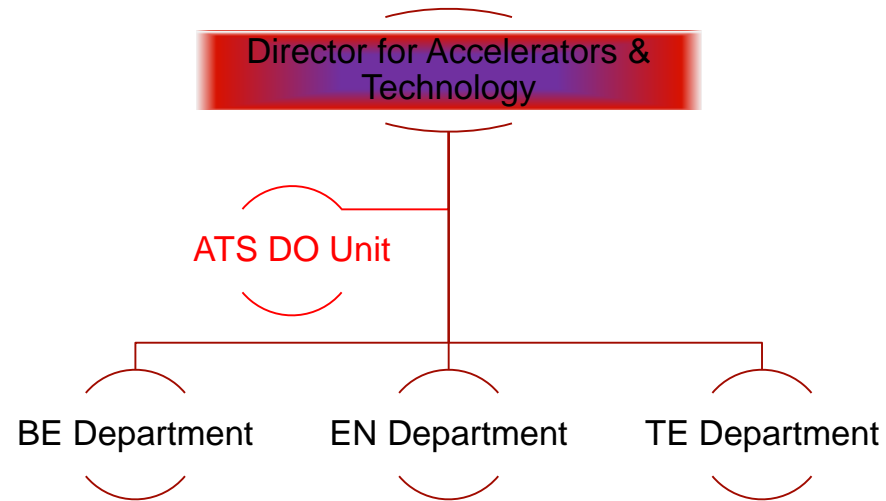 Director for Accelerators &
Technology
ATS DO Unit
BE Department
EN Department
TE Department